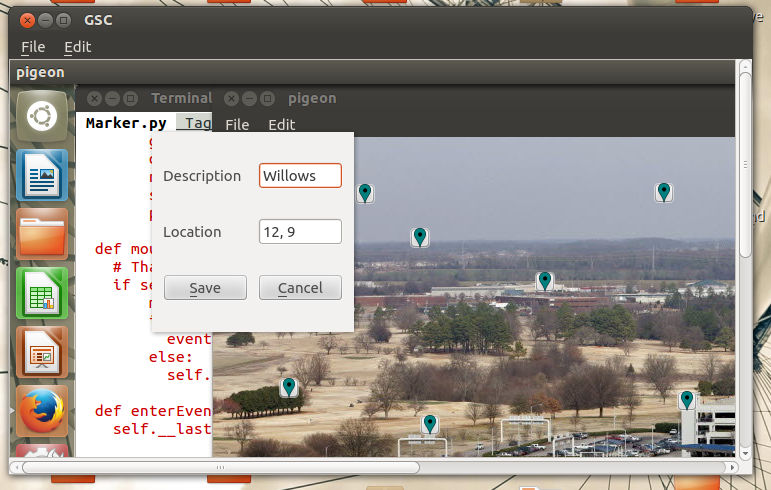 GSC
File Edit
pigeon
Terminal pigeon
Marker.py _Tag File Edit
Description Willows
def mou
Location 12, 9
# Tha
if se
Save Cancel
event
else:
self.
def enterEven
self.__last